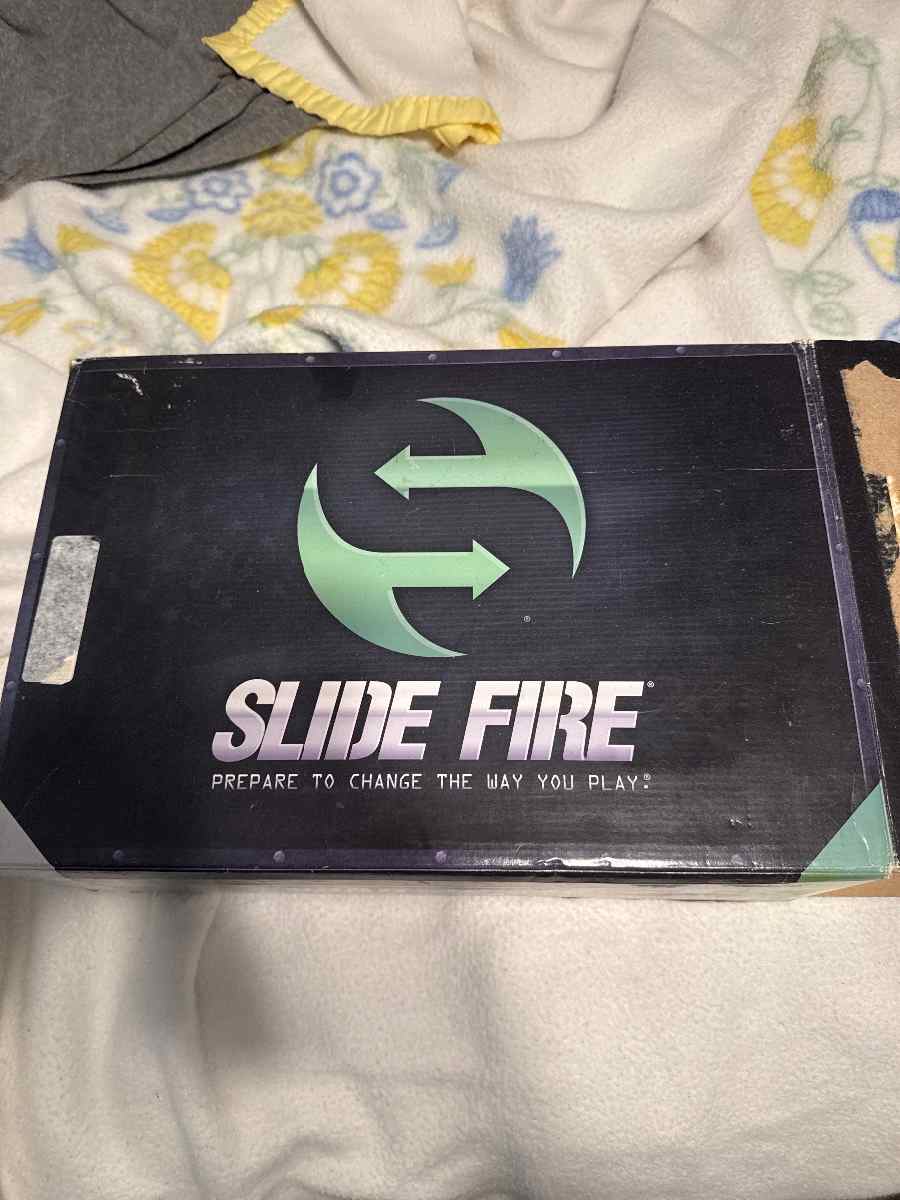 ®
SLIDE FIRE®
PREPARE TO CHANGE THE WAY YOU PLAY.®